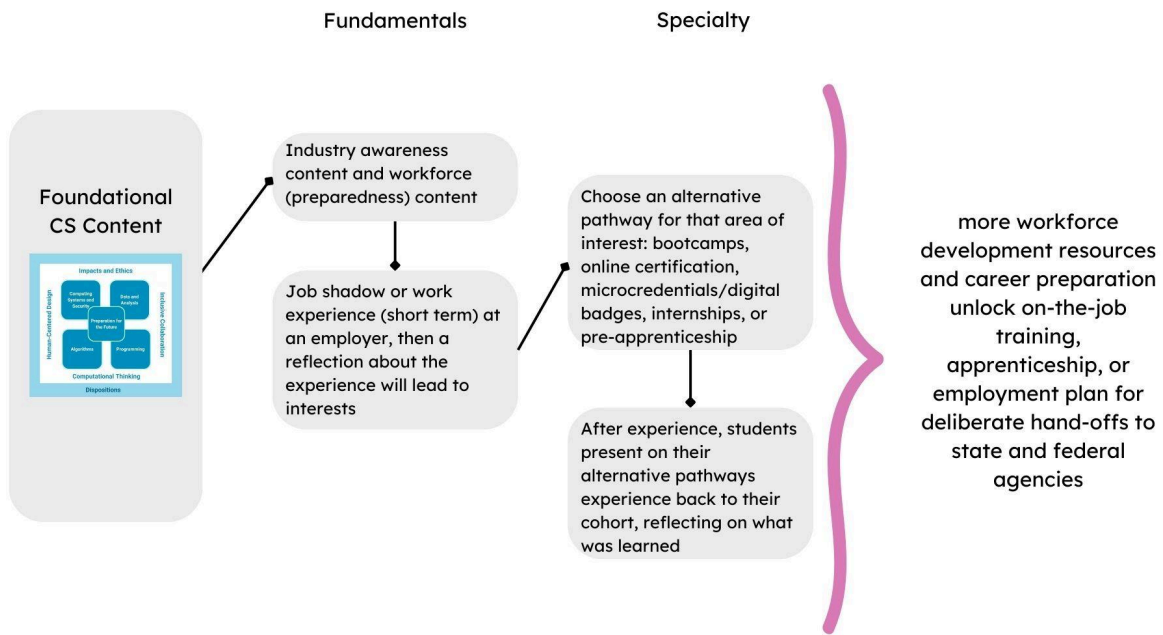 Fundamentals
Specialty
Foundational
CS Content
Impacts and Ethics
Human-Centered Design
Inclusive Collaboration
Computing
Systems and
Security
Data and
Analysis
Preparation for
the Future
Algorithms
Programming
Computational Thinking
Dispositions
Industry awareness
content and workforce
(preparedness) content
Job shadow or work
experience (short term) at
an employer, then a
reflection about the
experience will lead to
interests
Choose an alternative
pathway for that area of
interest: bootcamps,
online certification,
microcredentials/digital
badges, internships, or
pre-apprenticeship
After experience, students
present on their
alternative pathways
experience back to their
cohort, reflecting on what
was learned
more workforce
development resources
and career preparation
unlock on-the-job
training,
apprenticeship, or
employment plan for
deliberate hand-offs to
state and federal
agencies